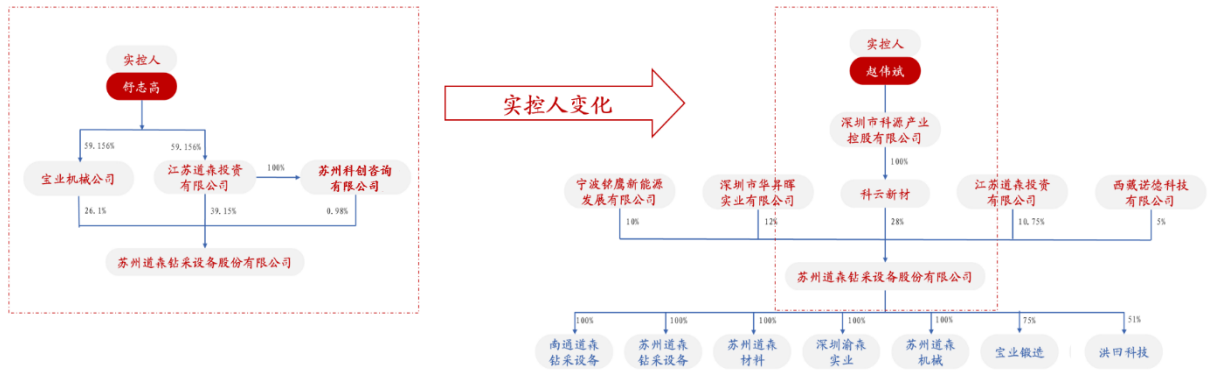 实控人
舒志高
59.156%
59.156%
宝业机械公司
江苏道森投资
有限公司
100%
苏州科创咨询
有限公司
26.1%
39.15%
0.98%
苏州道森钻采设备股份有限公司
实控人变化
实控人
赵伟斌
深圳市科源产业
控股有限公司
100%
宁波铭鹰新能源
发展有限公司
深圳市华昇晖
实业有限公司
科云新材
江苏道森投资
有限公司
西藏诺德科技
有限公司
10%
12%
28%
10.75%
5%
苏州道森钻采设备股份有限公司
100%
100%
100%
100%
100%
75%
51%
南通道森
钻采设备
苏州道森
钻采设备
苏州道森
材料
深圳渝森
实业
苏州道森
机械
宝业锻造
洪田科技